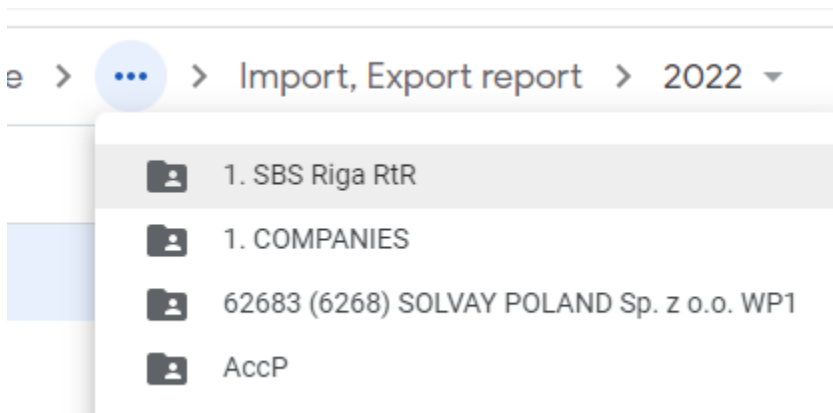 e > ... > Import, Export report > 2022
1. SBS Riga RtR
1. COMPANIES
62683 (6268) SOLVAY POLAND Sp. z o.o. WP1
AccP